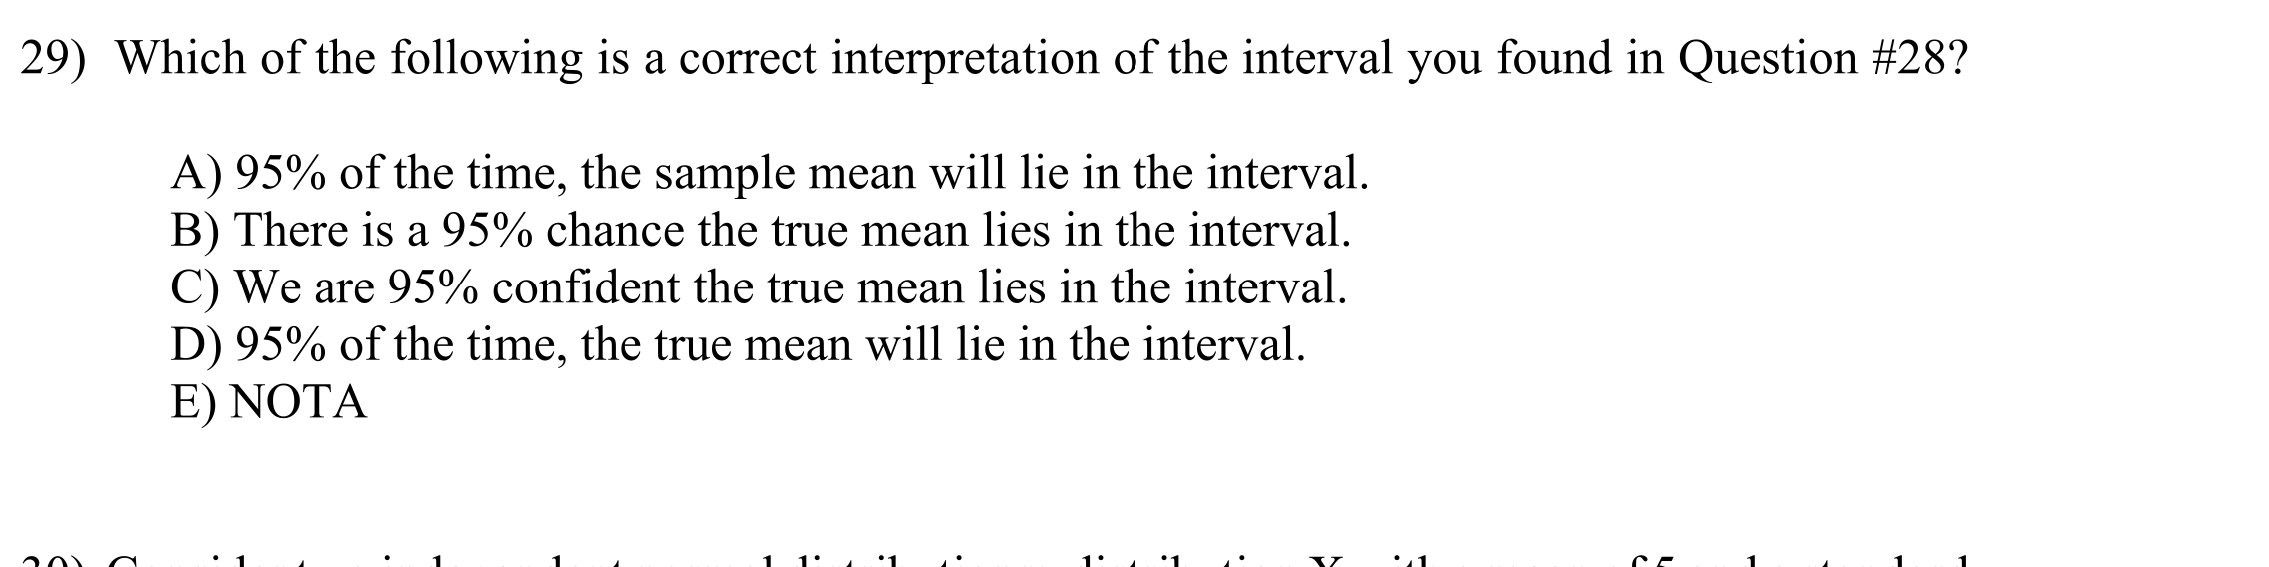 29) Which of the following is a correct interpretation of the interval you found in Question #28?
A) 95% of the time, the sample mean will lie in the interval.
B) There is a 95% chance the true mean lies in the interval.
C) We are 95% confident the true mean lies in the interval.
D) 95% of the time, the true mean will lie in the interval.
E) NOTA